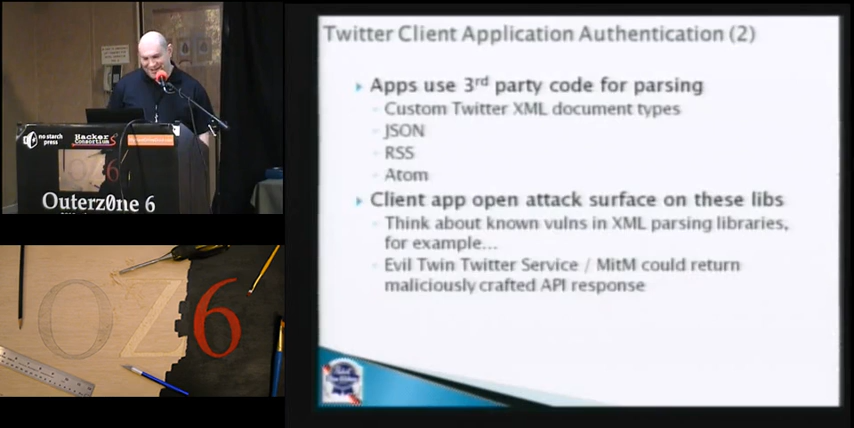 no starch
press
Hacker
Consortium
OZ6
Outerz0ne 6
OZ6
Twitter Client Application Authentication (2)
Apps use 3rd party code for parsing
Custom Twitter XML document types
JSON
RSS
Atom
Client app open attack surface on these libs
Think about known vulns in XML parsing libraries,
for example...
Evil Twin Twitter Service / MitM could return
maliciously crafted API response